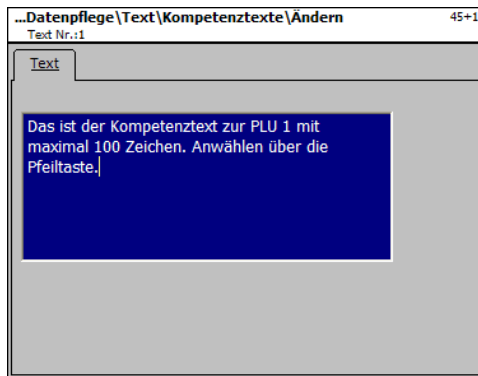 ...Datenpflege\Text\Kompetenztexte\Ändern 45+1
Text Nr.:1
Text
Das ist der Kompetenztext zur PLU 1 mit
maximal 100 Zeichen. Anwählen über die
Pfeiltaste.